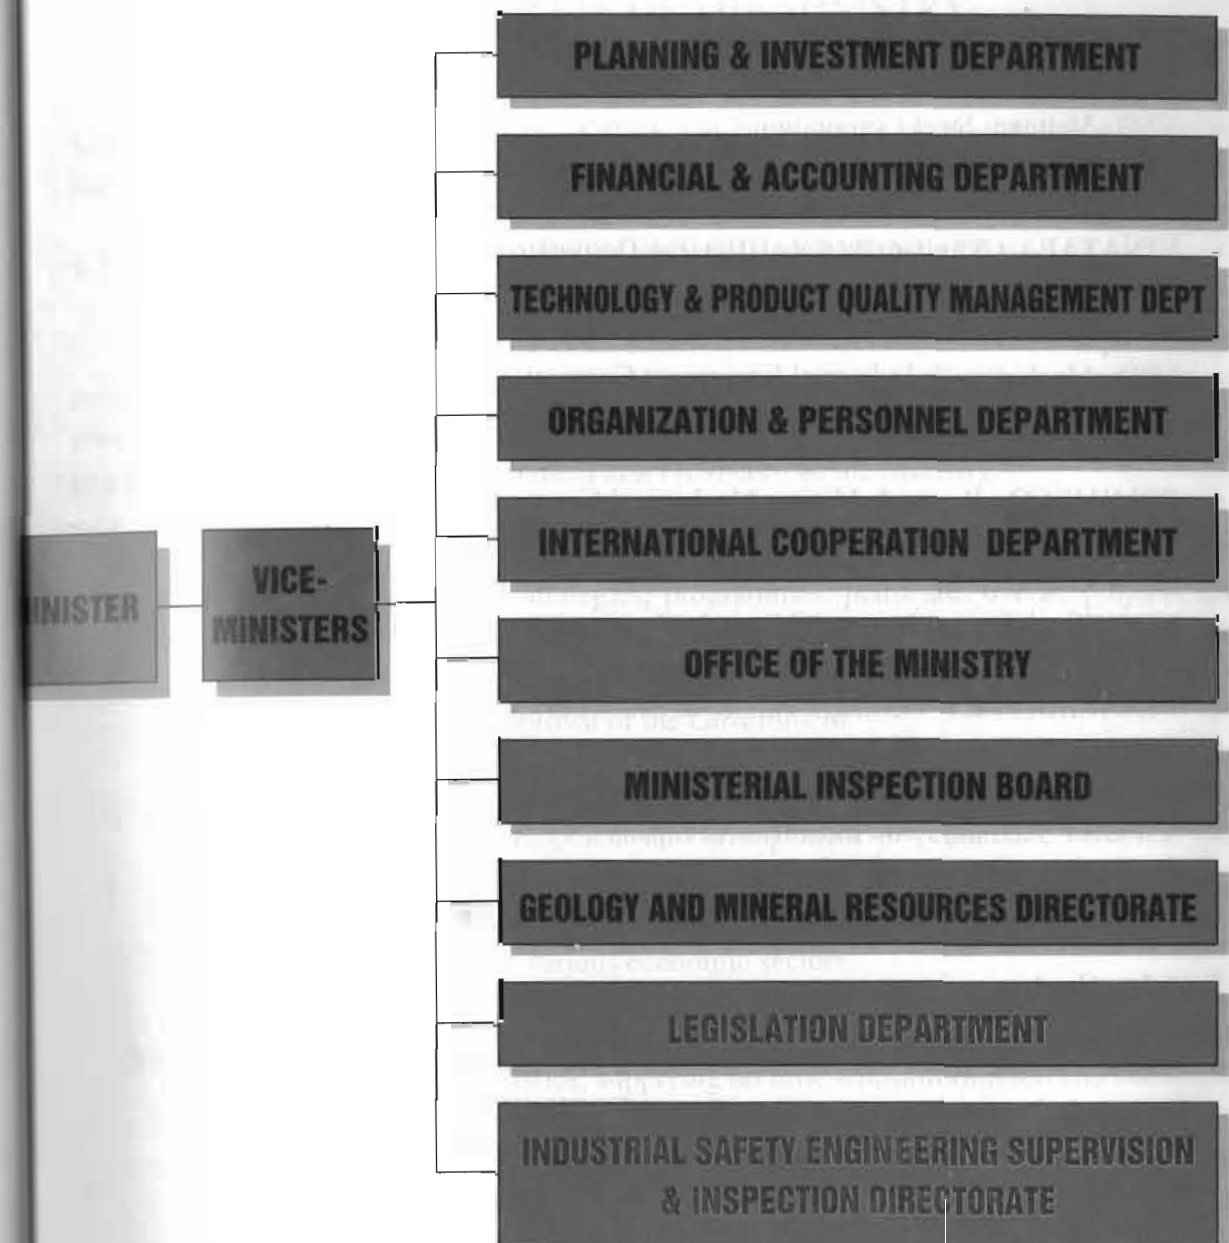 PLANNING & INVESTMENT DEPARTMENT
FINANCIAL & ACCOUNTING DEPARTMENT
TECHNOLOGY & PRODUCT QUALITY MANAGEMENT DEPT
ORGANIZATION & PERSONNEL DEPARTMENT
INTERNATIONAL COOPERATION DEPARTMENT
INISTER
VICE-
MINISTERS
OFFICE OF THE MINISTRY
MINISTERIAL INSPECTION BOARD
GEOLOGY AND MINERAL RESOURCES DIRECTORATE
LEGISLATION DEPARTMENT
INDUSTRIAL SAFETY ENGINEERING SUPERVISION
& INSPECTION DIRECTORATE